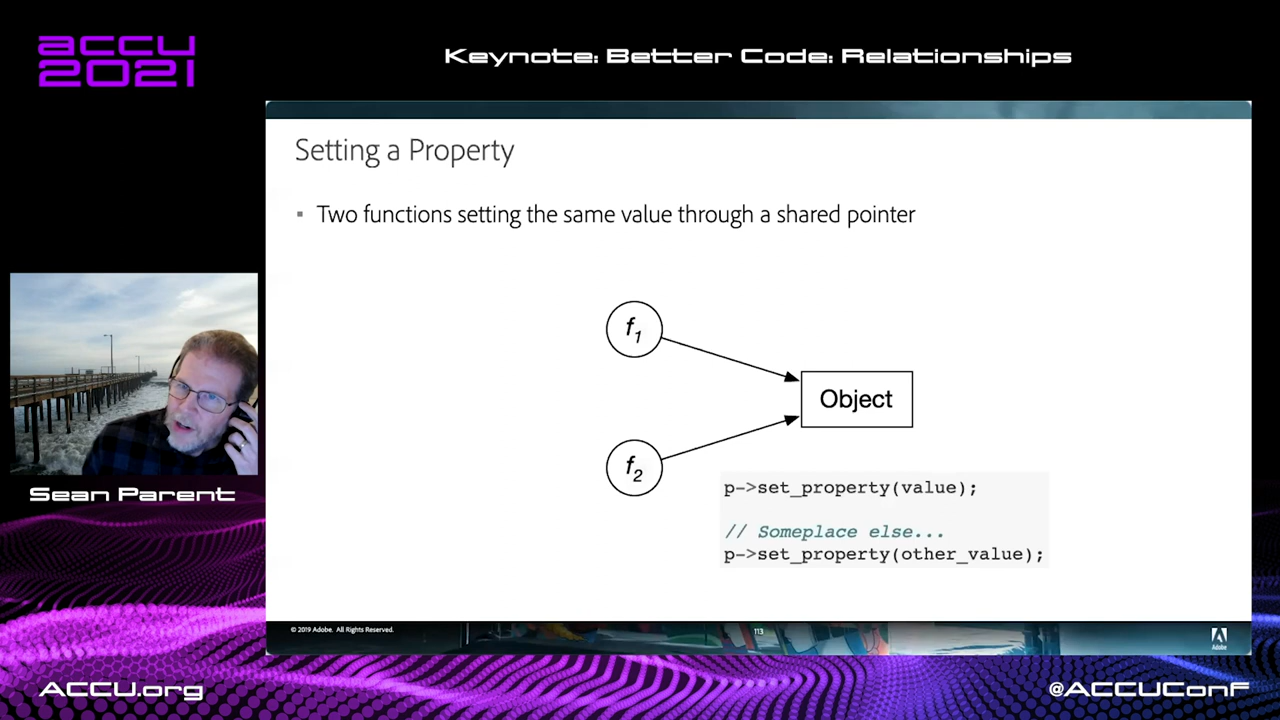 accu
2021
Keynote: Better Code: Relationships
Setting a Property
▪ Two functions setting the same value through a shared pointer
f1
Object
f2
p->set_property(value);
// Someplace else...
p->set_property(other_value);
Sean Parent
© 2019 Adobe. All Rights Reserved.
113
Adobe
ACCU.org
@ACCUConf